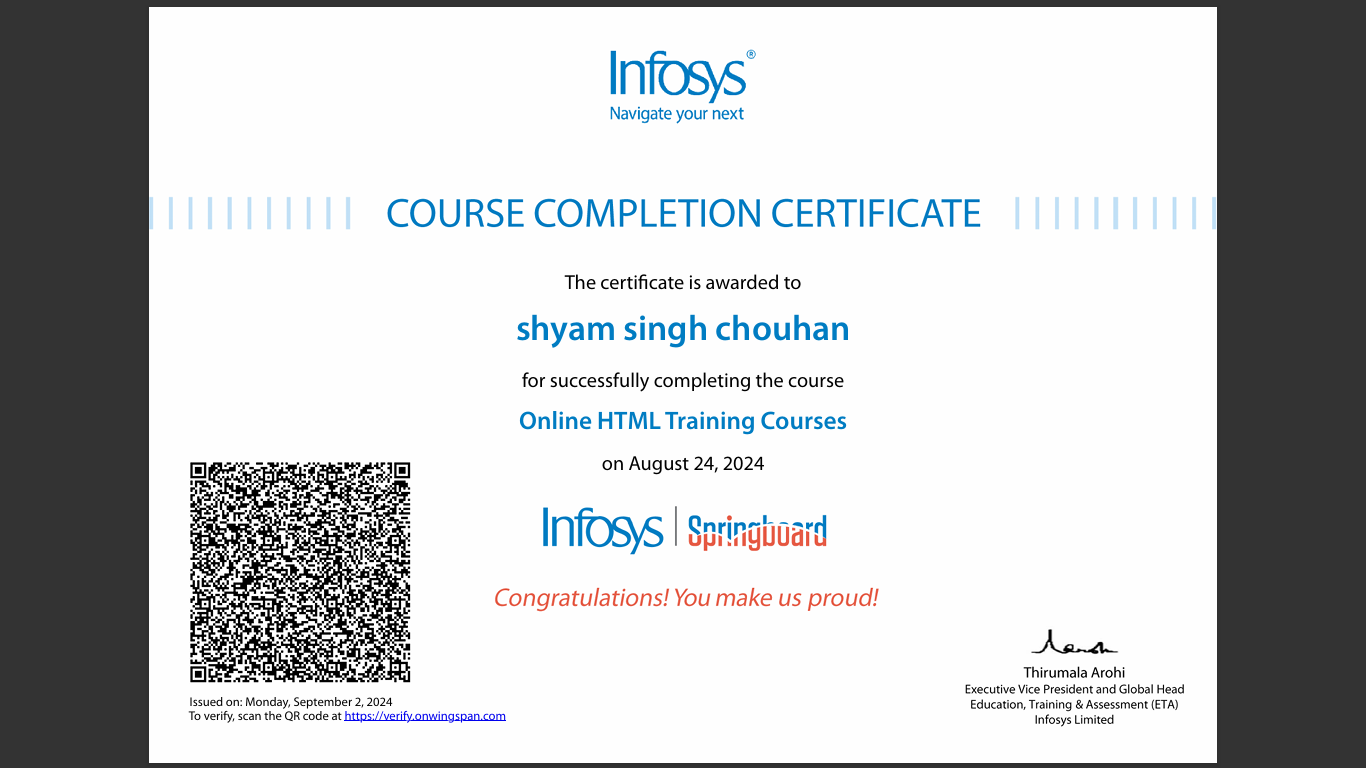 Infosys®
Navigate your next
COURSE COMPLETION CERTIFICATE
The certificate is awarded to
shyam singh chouhan
for successfully completing the course
Online HTML Training Courses
on August 24, 2024
Infosys | Springboard
Congratulations! You make us proud!
Issued on: Monday, September 2, 2024
To verify, scan the QR code at https://verify.onwingspan.com
Thirumala Arohi
Executive Vice President and Global Head
Education, Training & Assessment (ETA)
Infosys Limited